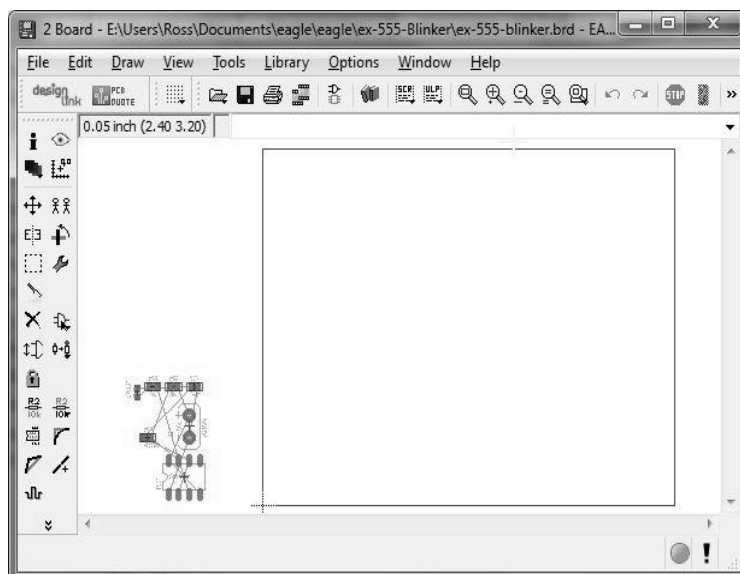 2 Board - E:\Users\Ross\Documents\eagle\eagle\ex-555-Blinker\ex-555-blinker.brd - EA...
File Edit Draw View Tools Library Options Window Help
design link PCB QUOTE SCR ULP STOP »
0.05 inch (2.40 3.20)
R2 R2
10k 10k